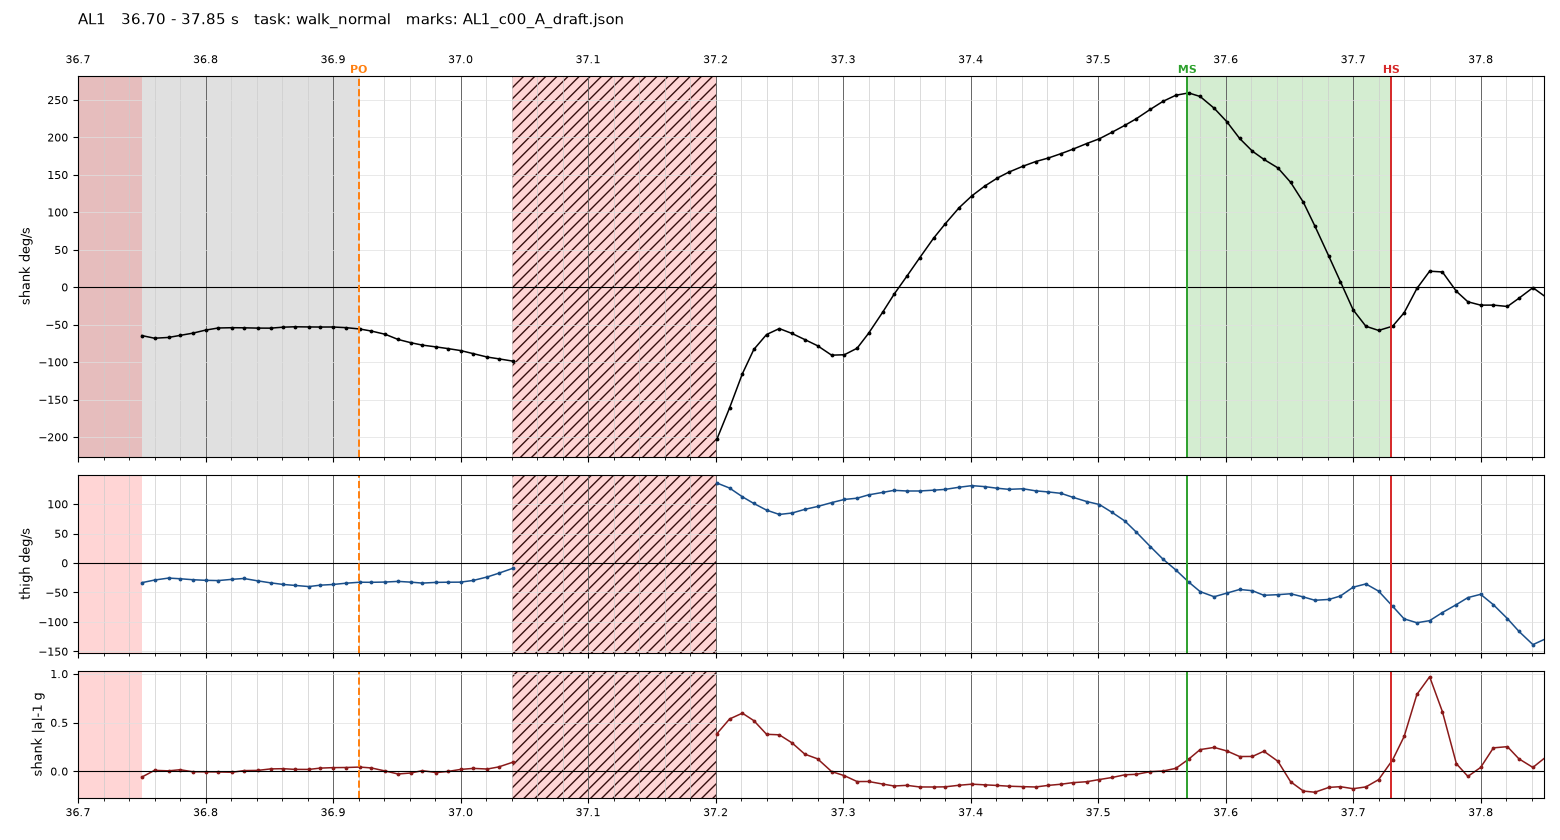 AL1   36.70 - 37.85 s   task: walk_normal   marks: AL1_c00_A_draft.json
36.7 36.8 36.9 37.0 37.1 37.2 37.3 37.4 37.5 37.6 37.7 37.8
PO MS HS
250
200
150
100
50
0
−50
−100
−150
−200
shank deg/s
100
50
0
−50
−100
−150
thigh deg/s
1.0
0.5
0.0
shank |a|-1 g
36.7 36.8 36.9 37.0 37.1 37.2 37.3 37.4 37.5 37.6 37.7 37.8